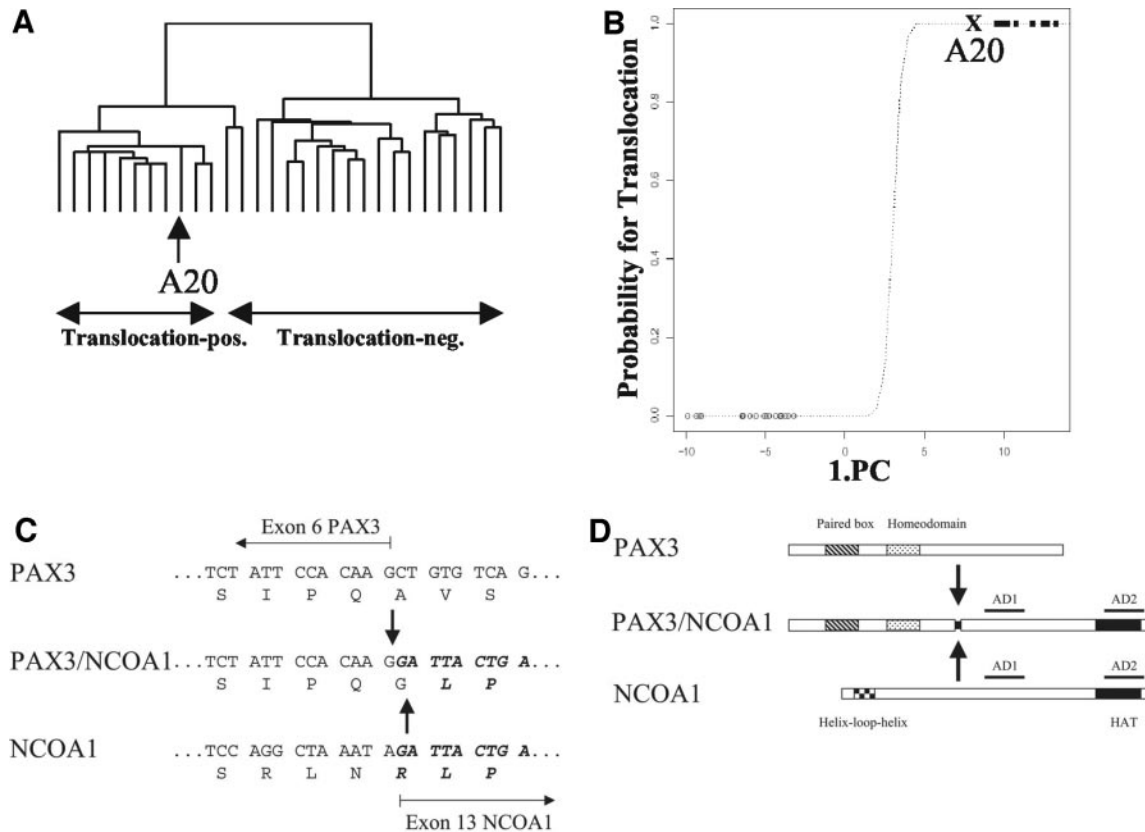 A
A20
Translocation-pos.
Translocation-neg.
B
Probability for Translocation
1.0
0.8
0.6
0.4
0.2
0.0
X
A20
-10
-5
0
5
10
1.PC
C
Exon 6 PAX3
PAX3
...TCT ATT CCA CAA GCT GTG TCA G...
S I P Q A V S
PAX3/NCOA1
...TCT ATT CCA CAA GGA TTA CTG A...
S I P Q G L P
NCOA1
...TCC AGG CTA AAT AGA TTA CTG A...
S R L N R L P
Exon 13 NCOA1
D
Paired box
Homeodomain
PAX3
AD1
AD2
PAX3/NCOA1
AD1
AD2
NCOA1
Helix-loop-helix
HAT